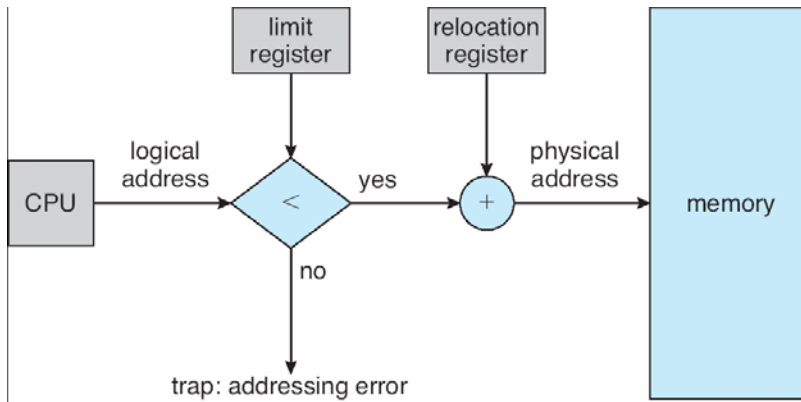 limit
register
relocation
register
logical
address
physical
address
CPU
<
yes
+
memory
no
trap: addressing error